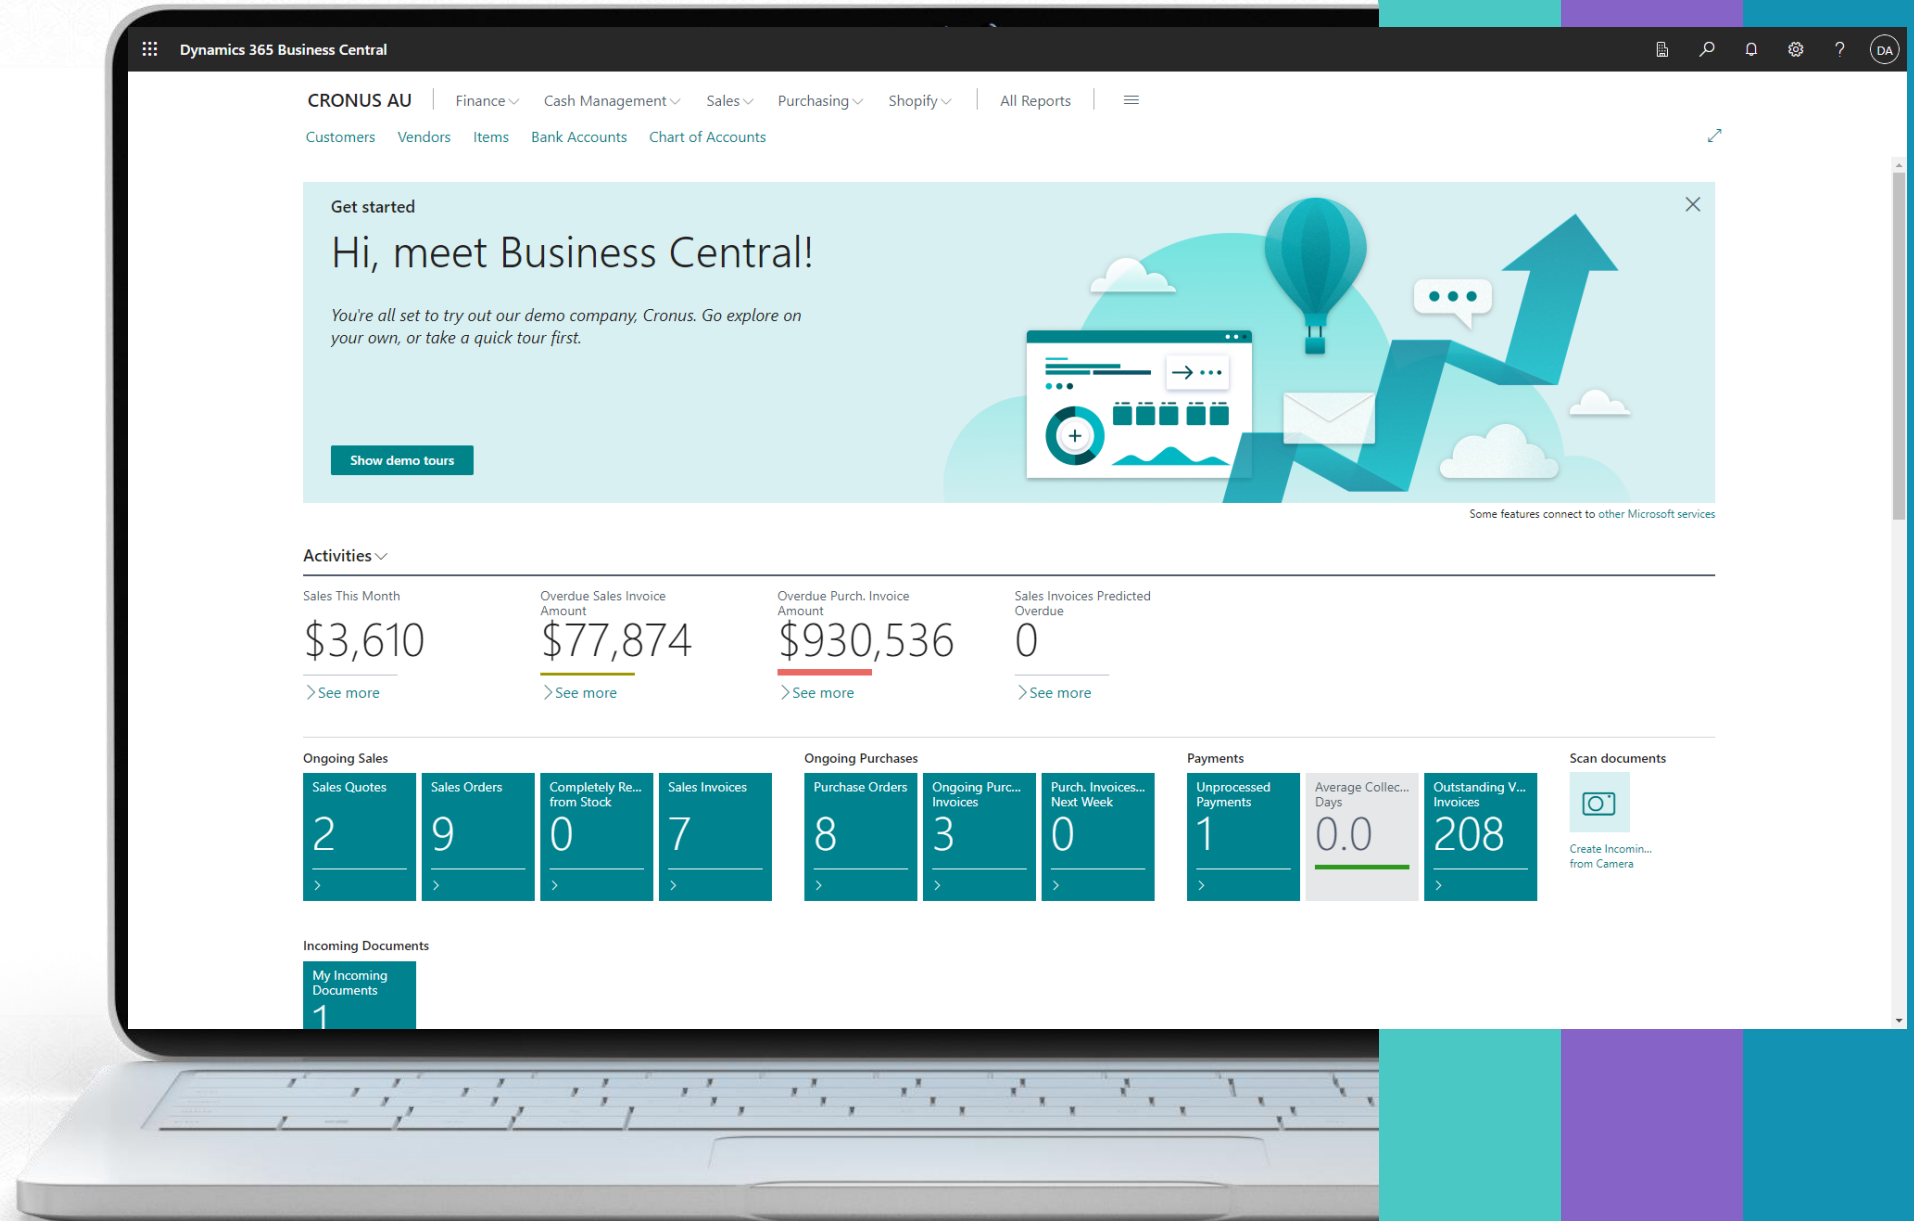 Dynamics 365 Business Central
?
DA
CRONUS AU
Finance
Cash Management
Sales
Purchasing
Shopify
All Reports
Customers
Vendors
Items
Bank Accounts
Chart of Accounts
Get started
Hi, meet Business Central!
You're all set to try out our demo company, Cronus. Go explore on
your own, or take a quick tour first.
Show demo tours
Some features connect to other Microsoft services
Activities
Sales This Month
$3,610
See more
Overdue Sales Invoice
Amount
$77,874
See more
Overdue Purch. Invoice
Amount
$930,536
See more
Sales Invoices Predicted
Overdue
0
See more
Ongoing Sales
Sales Quotes
2
Sales Orders
9
Completely Re...
from Stock
0
Sales Invoices
7
Ongoing Purchases
Purchase Orders
8
Ongoing Purc...
Invoices
3
Purch. Invoices...
Next Week
0
Payments
Unprocessed
Payments
1
Average Collec...
Days
0.0
Outstanding V...
Invoices
208
Scan documents
Create Incomin...
from Camera
Incoming Documents
My Incoming
Documents
1